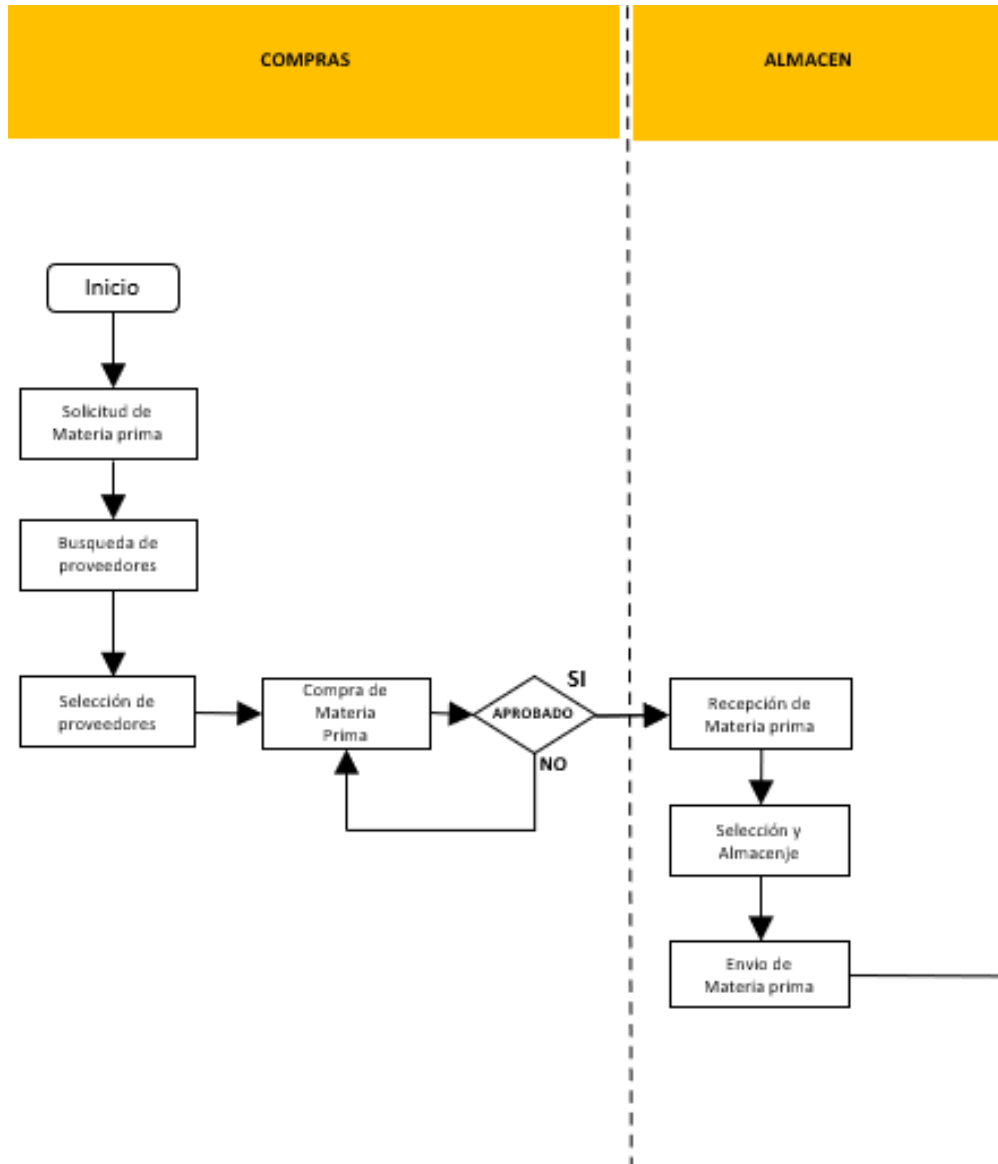 COMPRAS
ALMACEN
Inicio
Solicitud de
Materia prima
Busqueda de
proveedores
Selección de
proveedores
Compra de
Materia
Prima
APROBADO
SI
NO
Recepción de
Materia prima
Selección y
Almacenje
Envio de
Materia prima